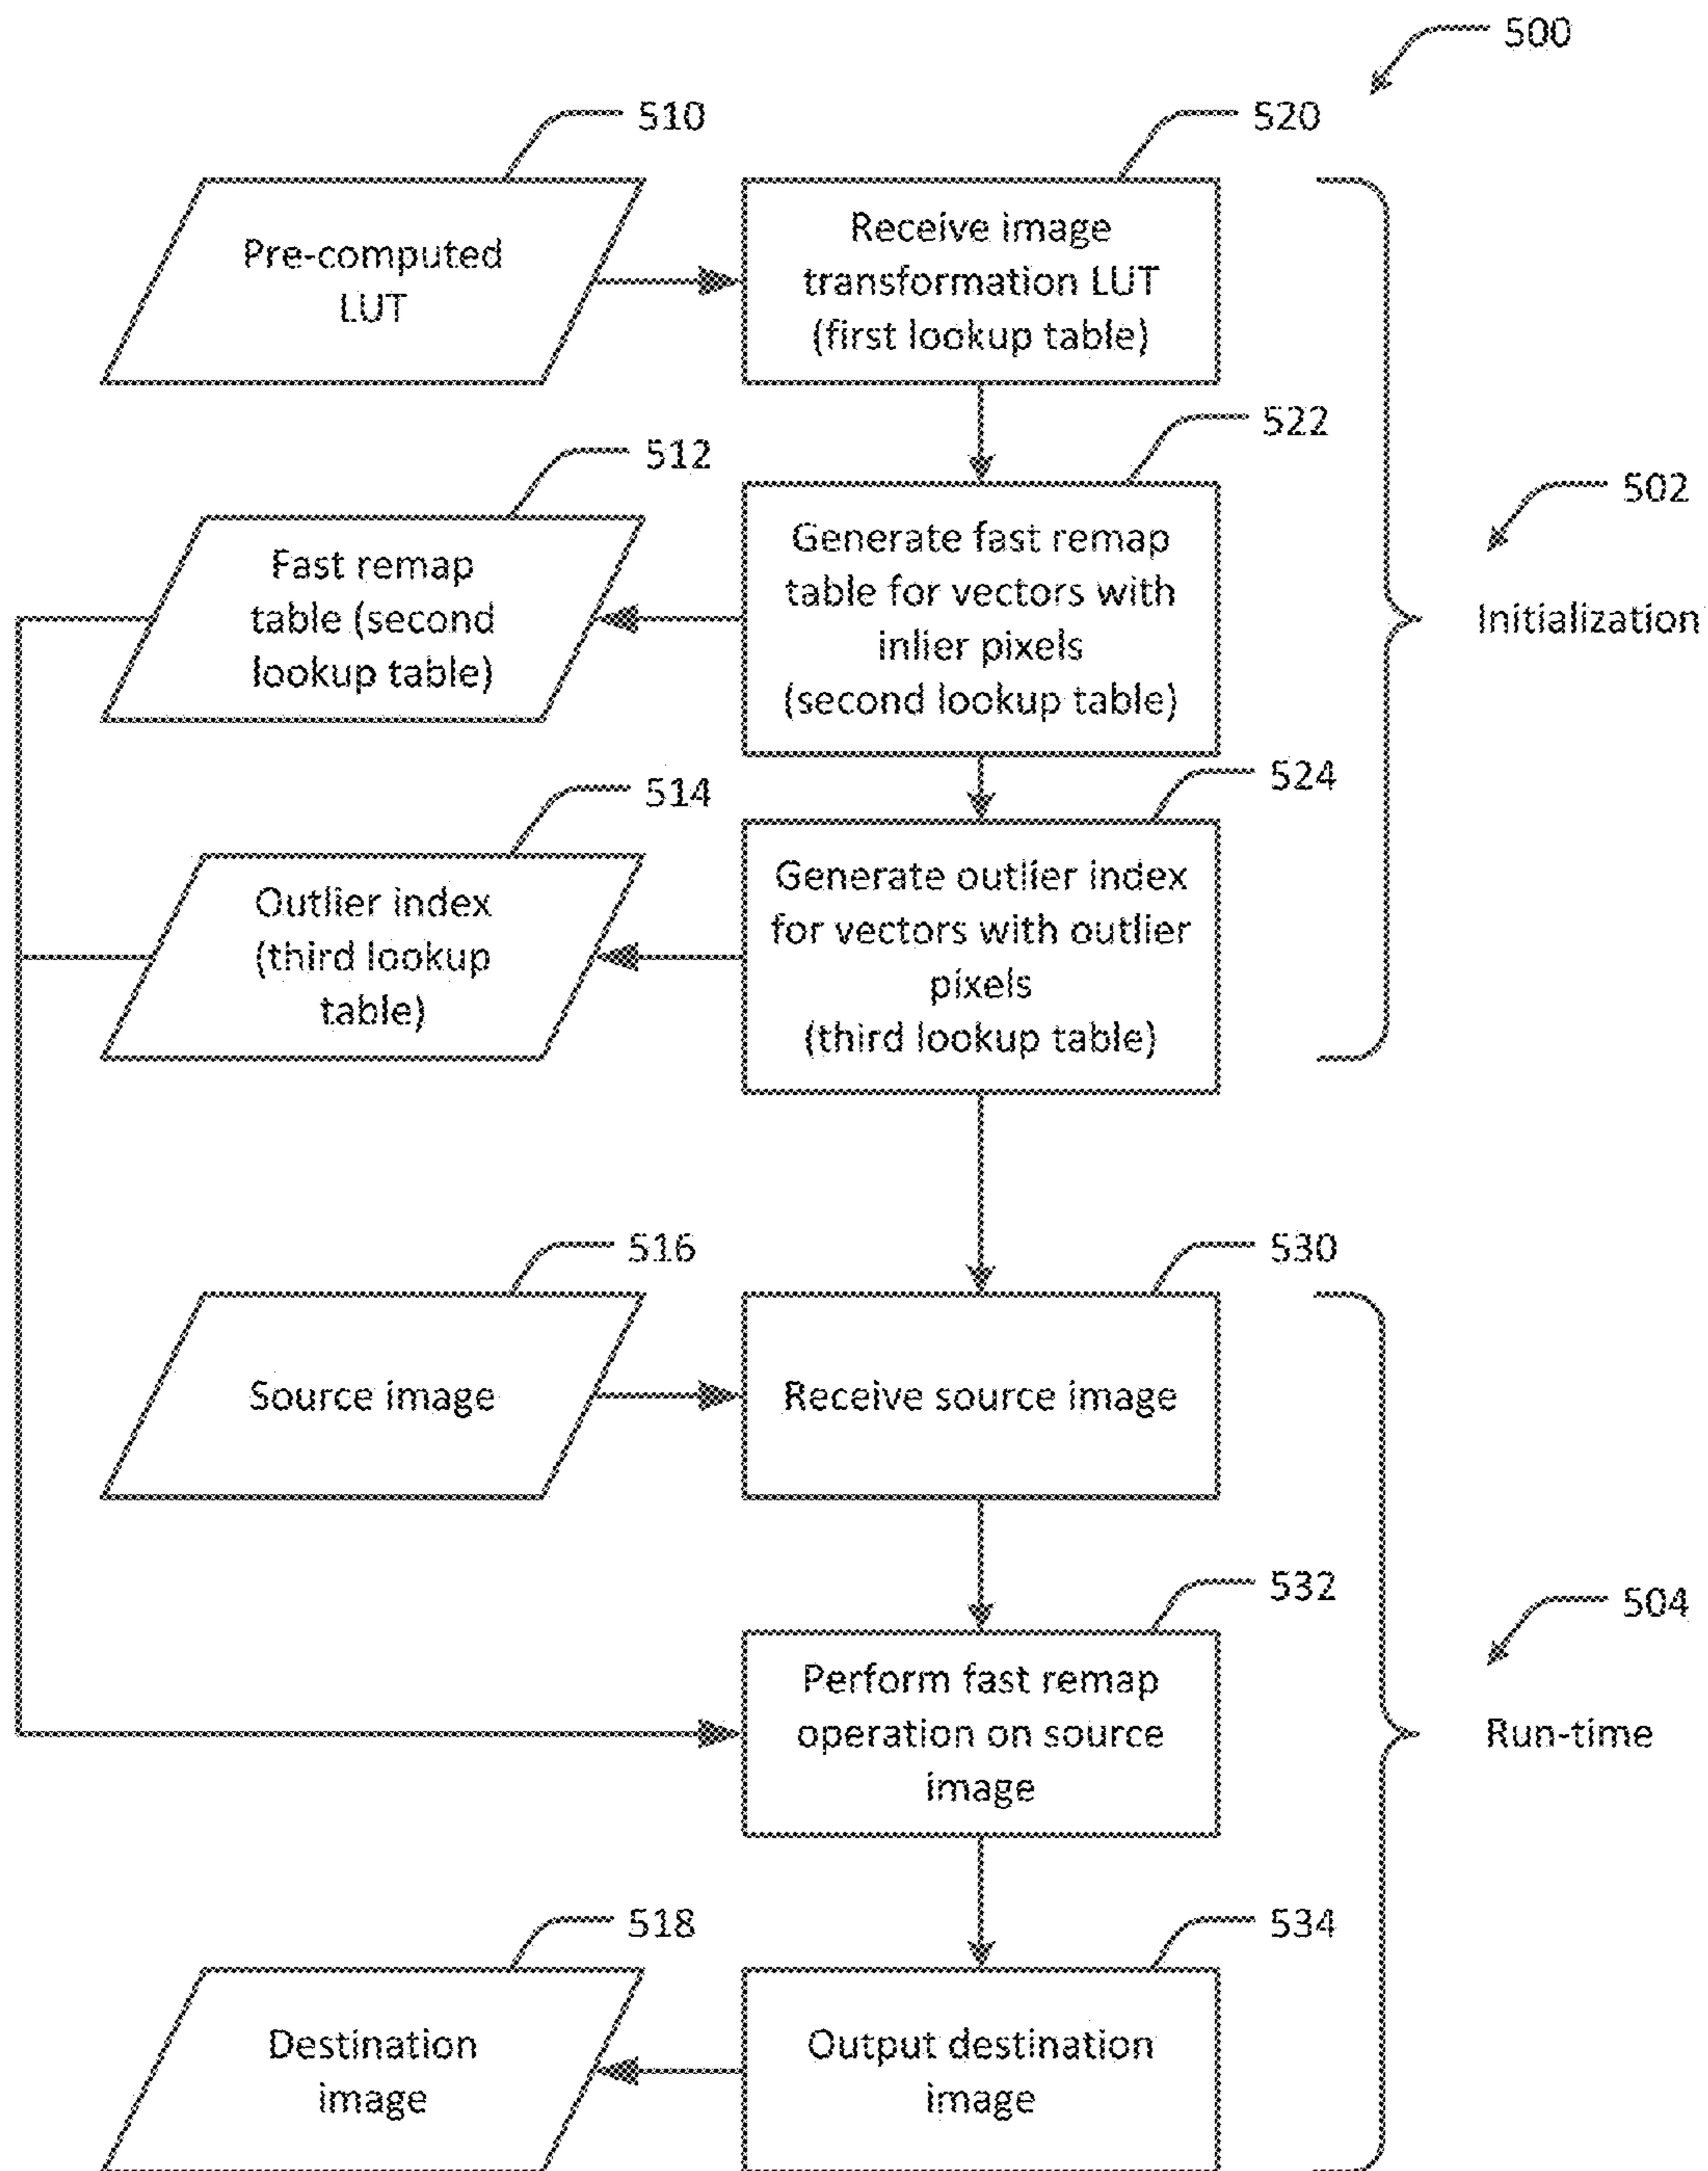 500
510
520
Pre-computed
LUT
Receive image
transformation LUT
(first lookup table)
512
522
502
Fast remap
table (second
lookup table)
Generate fast remap
table for vectors with
inlier pixels
(second lookup table)
Initialization
514
524
Outlier index
(third lookup
table)
Generate outlier index
for vectors with outlier
pixels
(third lookup table)
516
530
Source image
Receive source image
532
504
Perform fast remap
operation on source
image
Run-time
518
534
Destination
image
Output destination
image